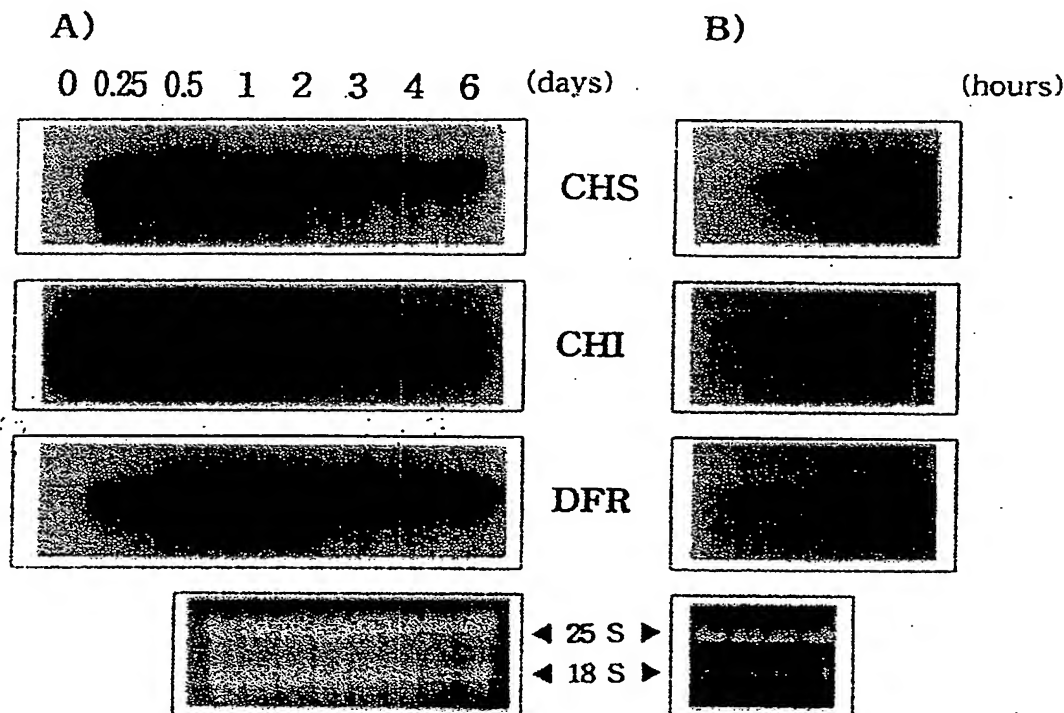 A) B)
0 0.25 0.5 1 2 3 4 6 (days) (hours)
CHS
CHI
DFR
◄ 25 S ►
◄ 18 S ►